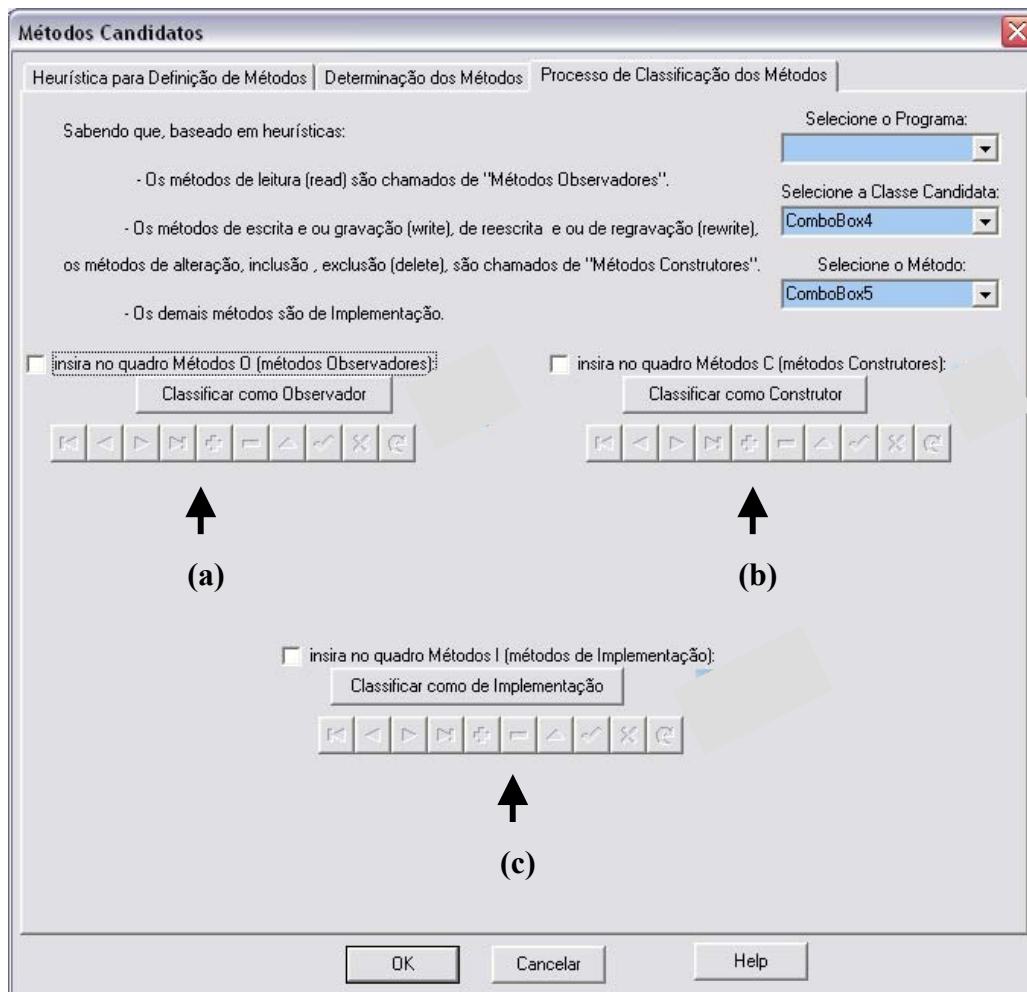 Métodos Candidatos
Heurística para Definição de Métodos
Determinação dos Métodos
Processo de Classificação dos Métodos
Sabendo que, baseado em heurísticas:
- Os métodos de leitura (read) são chamados de "Métodos Observadores".
- Os métodos de escrita e ou gravação (write), de reescrita e ou de regravação (rewrite),
os métodos de alteração, inclusão , exclusão (delete), são chamados de "Métodos Construtores".
- Os demais métodos são de Implementação.
Selecione o Programa:
Selecione a Classe Candidata:
ComboBox4
Selecione o Método:
ComboBox5
insira no quadro Métodos O (métodos Observadores):
Classificar como Observador
insira no quadro Métodos C (métodos Construtores):
Classificar como Construtor
(a)
(b)
insira no quadro Métodos I (métodos de Implementação):
Classificar como de Implementação
(c)
OK
Cancelar
Help